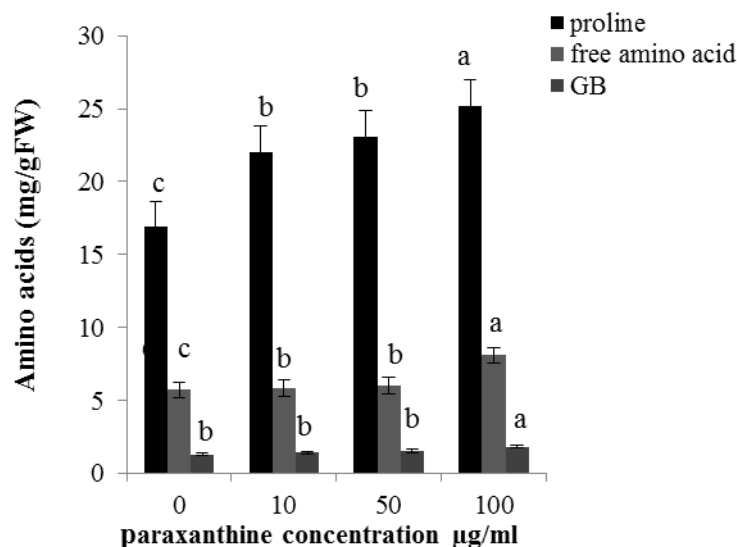 proline
free amino acid
GB
Amino acids (mg/gFW)
30
25
20
15
10
5
0
c
c
b
b
b
b
b
b
b
a
a
a
0
10
50
100
paraxanthine concentration µg/ml